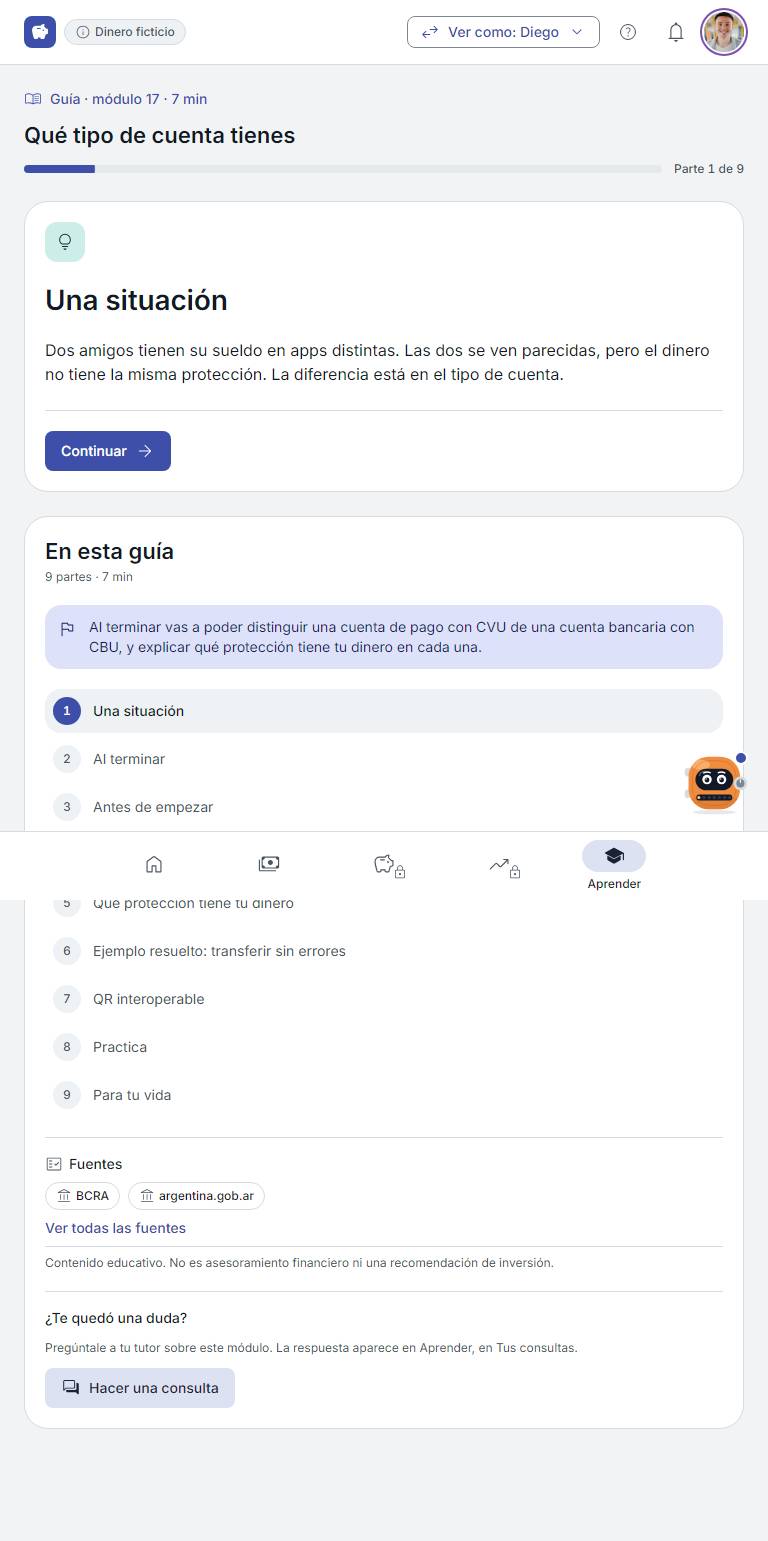 Dinero ficticio
Ver como: Diego
Guía · módulo 17 · 7 min
Qué tipo de cuenta tienes
Parte 1 de 9
Una situación
Dos amigos tienen su sueldo en apps distintas. Las dos se ven parecidas, pero el dinero
no tiene la misma protección. La diferencia está en el tipo de cuenta.
Continuar
En esta guía
9 partes · 7 min
Al terminar vas a poder distinguir una cuenta de pago con CVU de una cuenta bancaria con
CBU, y explicar qué protección tiene tu dinero en cada una.
1 Una situación
2 Al terminar
3 Antes de empezar
Aprender
5 Qué protección tiene tu dinero
6 Ejemplo resuelto: transferir sin errores
7 QR interoperable
8 Practica
9 Para tu vida
Fuentes
BCRA
argentina.gob.ar
Ver todas las fuentes
Contenido educativo. No es asesoramiento financiero ni una recomendación de inversión.
¿Te quedó una duda?
Pregúntale a tu tutor sobre este módulo. La respuesta aparece en Aprender, en Tus consultas.
Hacer una consulta